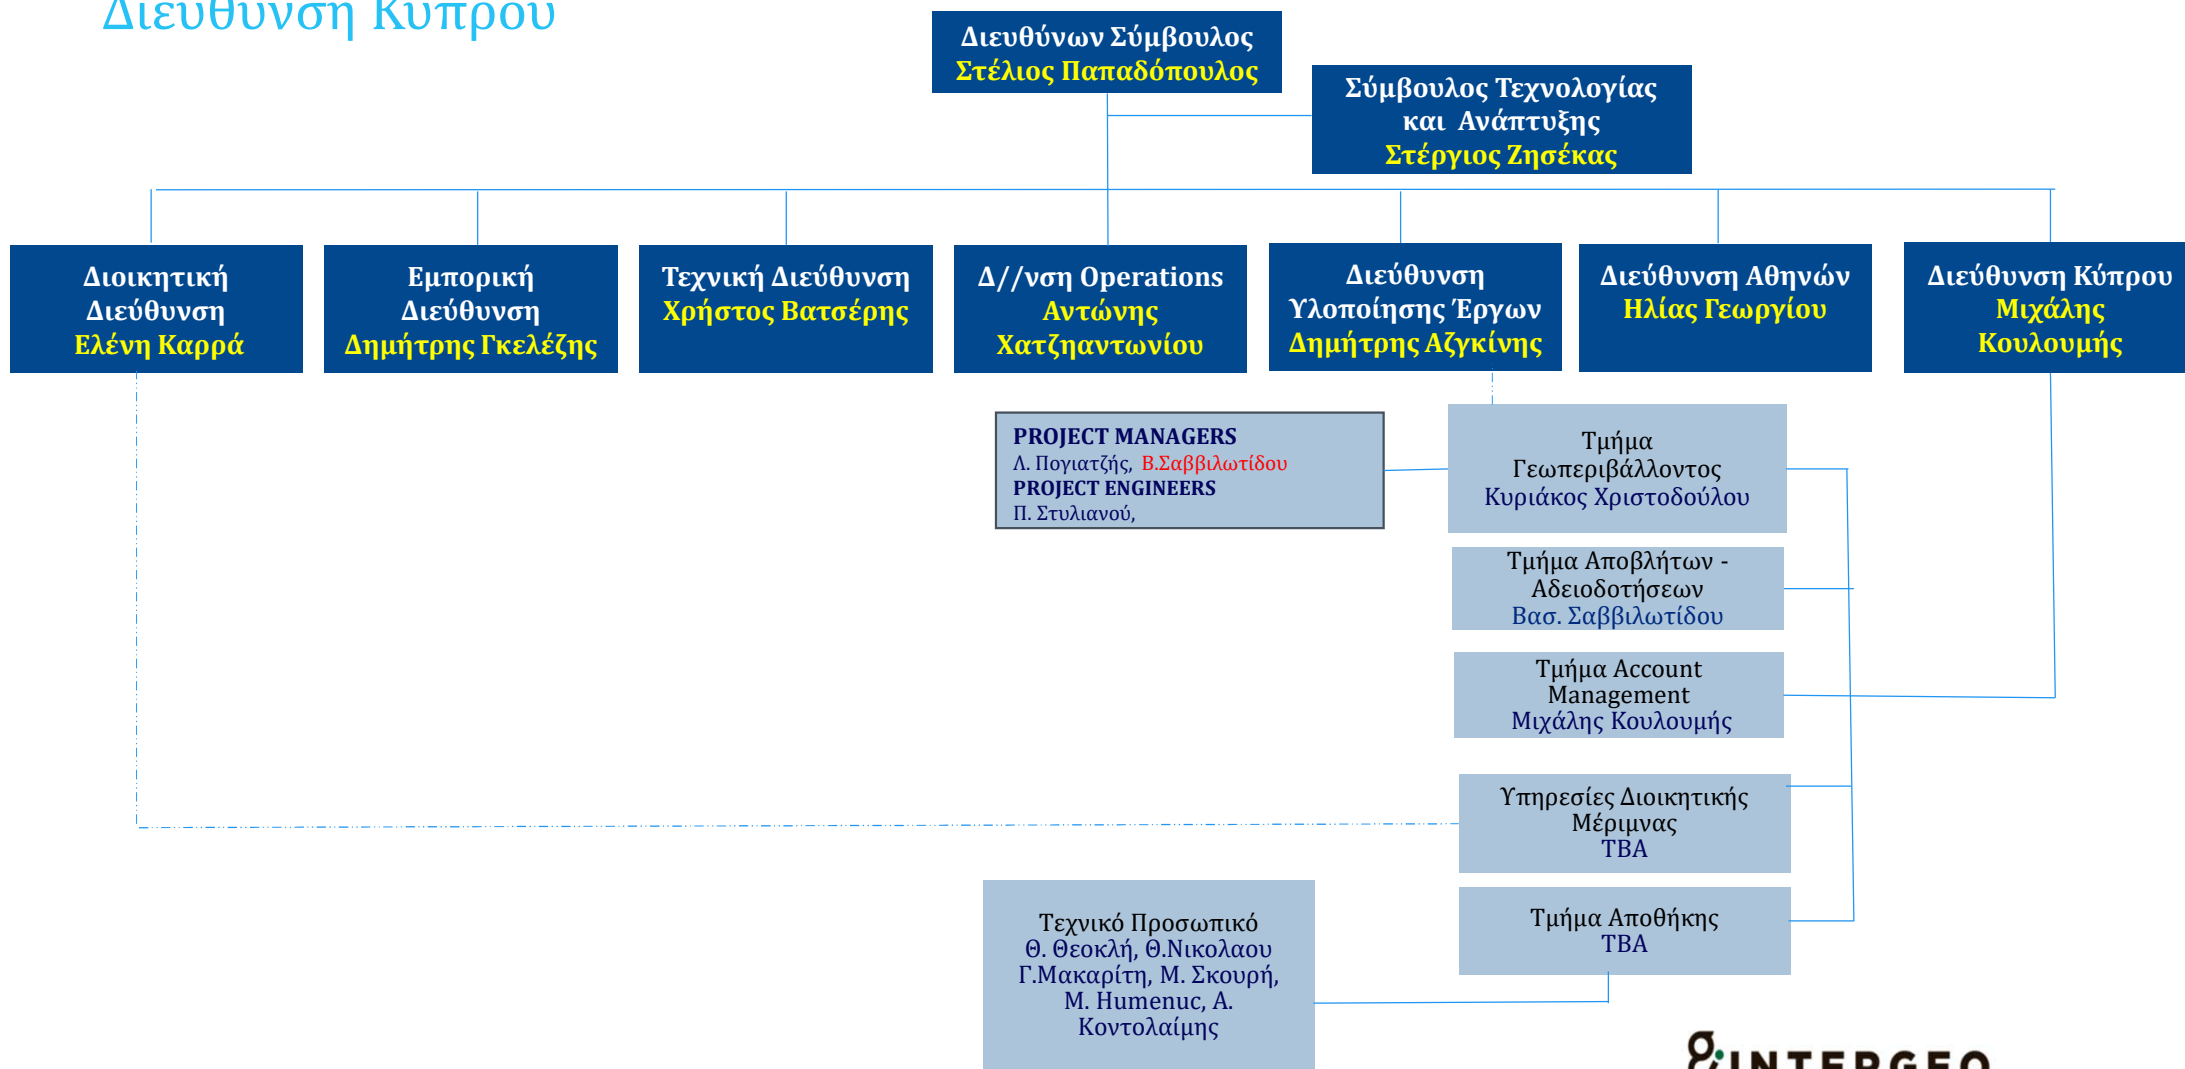 Διεύθυνση Κύπρου
Διευθύνων Σύμβουλος
Στέλιος Παπαδόπουλος
Σύμβουλος Τεχνολογίας
και Ανάπτυξης
Στέργιος Ζησέκας
Διοικητική
Διεύθυνση
Ελένη Καρρά
Εμπορική
Διεύθυνση
Δημήτρης Γκελέζης
Τεχνική Διεύθυνση
Χρήστος Βατσέρης
Δ//νση Operations
Αντώνης
Χατζηαντωνίου
Διεύθυνση
Υλοποίησης Έργων
Δημήτρης Αζγκίνης
Διεύθυνση Αθηνών
Ηλίας Γεωργίου
Διεύθυνση Κύπρου
Μιχάλης
Κουλουμής
PROJECT MANAGERS
Λ. Πογιατζής, Β.Σαββιλωτίδου
PROJECT ENGINEERS
Π. Στυλιανού,
Τμήμα
Γεωπεριβάλλοντος
Κυριάκος Χριστοδούλου
Τμήμα Αποβλήτων -
Αδειοδοτήσεων
Βασ. Σαββιλωτίδου
Τμήμα Account
Management
Μιχάλης Κουλουμής
Υπηρεσίες Διοικητικής
Μέριμνας
TBA
Τμήμα Αποθήκης
TBA
Τεχνικό Προσωπικό
Θ. Θεοκλή, Θ.Νικολαου
Γ.Μακαρίτη, Μ. Σκουρή,
M. Humenuc, Α.
Κοντολαίμης
INTERGEO